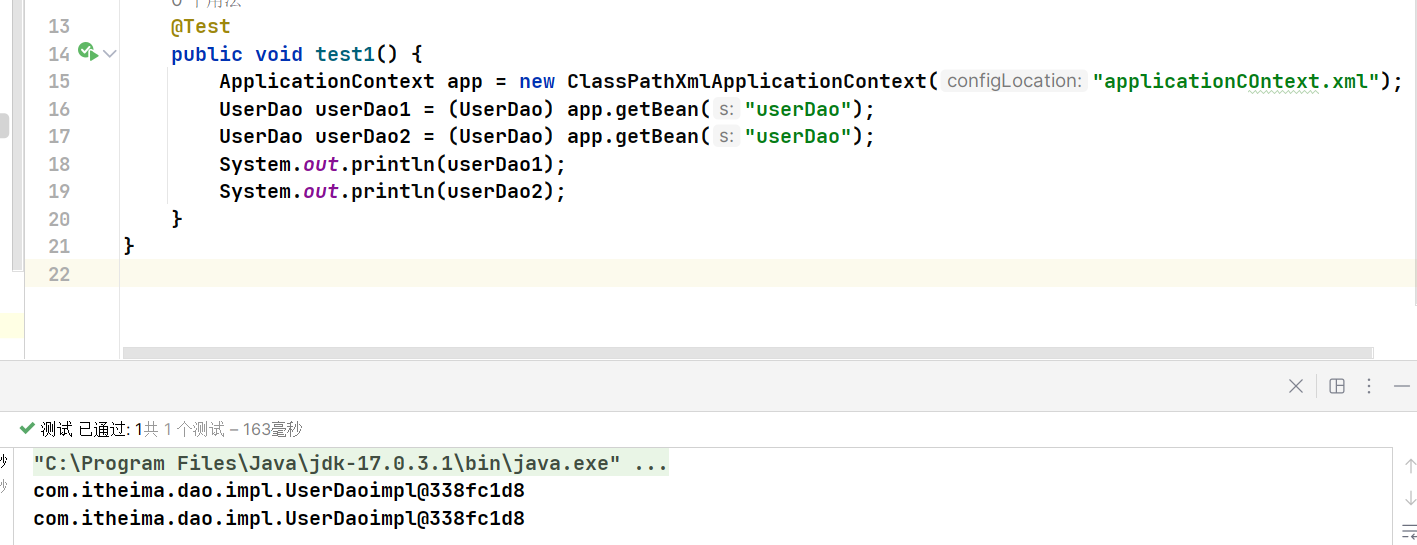 0 个用法
13 @Test
14 public void test1() {
15 ApplicationContext app = new ClassPathXmlApplicationContext( configLocation: "applicationCOntext.xml");
16 UserDao userDao1 = (UserDao) app.getBean( s: "userDao");
17 UserDao userDao2 = (UserDao) app.getBean( s: "userDao");
18 System.out.println(userDao1);
19 System.out.println(userDao2);
20 }
21 }
22
测试 已通过: 1共 1 个测试 – 163毫秒
"C:\Program Files\Java\jdk-17.0.3.1\bin\java.exe" ...
com.itheima.dao.impl.UserDaoimpl@338fc1d8
com.itheima.dao.impl.UserDaoimpl@338fc1d8